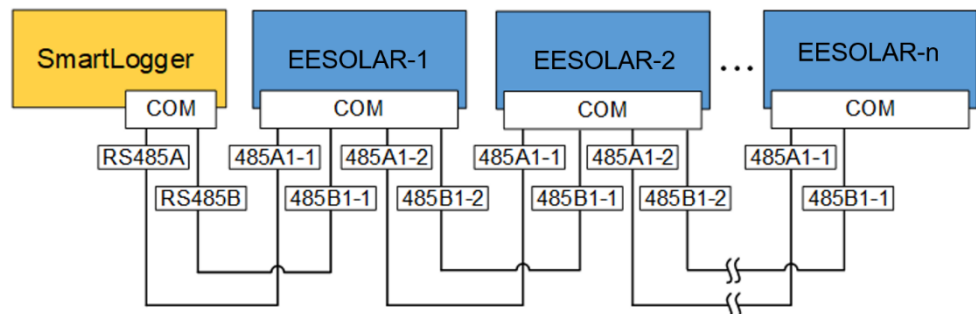 SmartLogger
EESOLAR-1
EESOLAR-2
...
EESOLAR-n
COM
COM
COM
COM
RS485A
485A1-1
485A1-2
485A1-1
485A1-2
485A1-1
RS485B
485B1-1
485B1-2
485B1-1
485B1-2
485B1-1